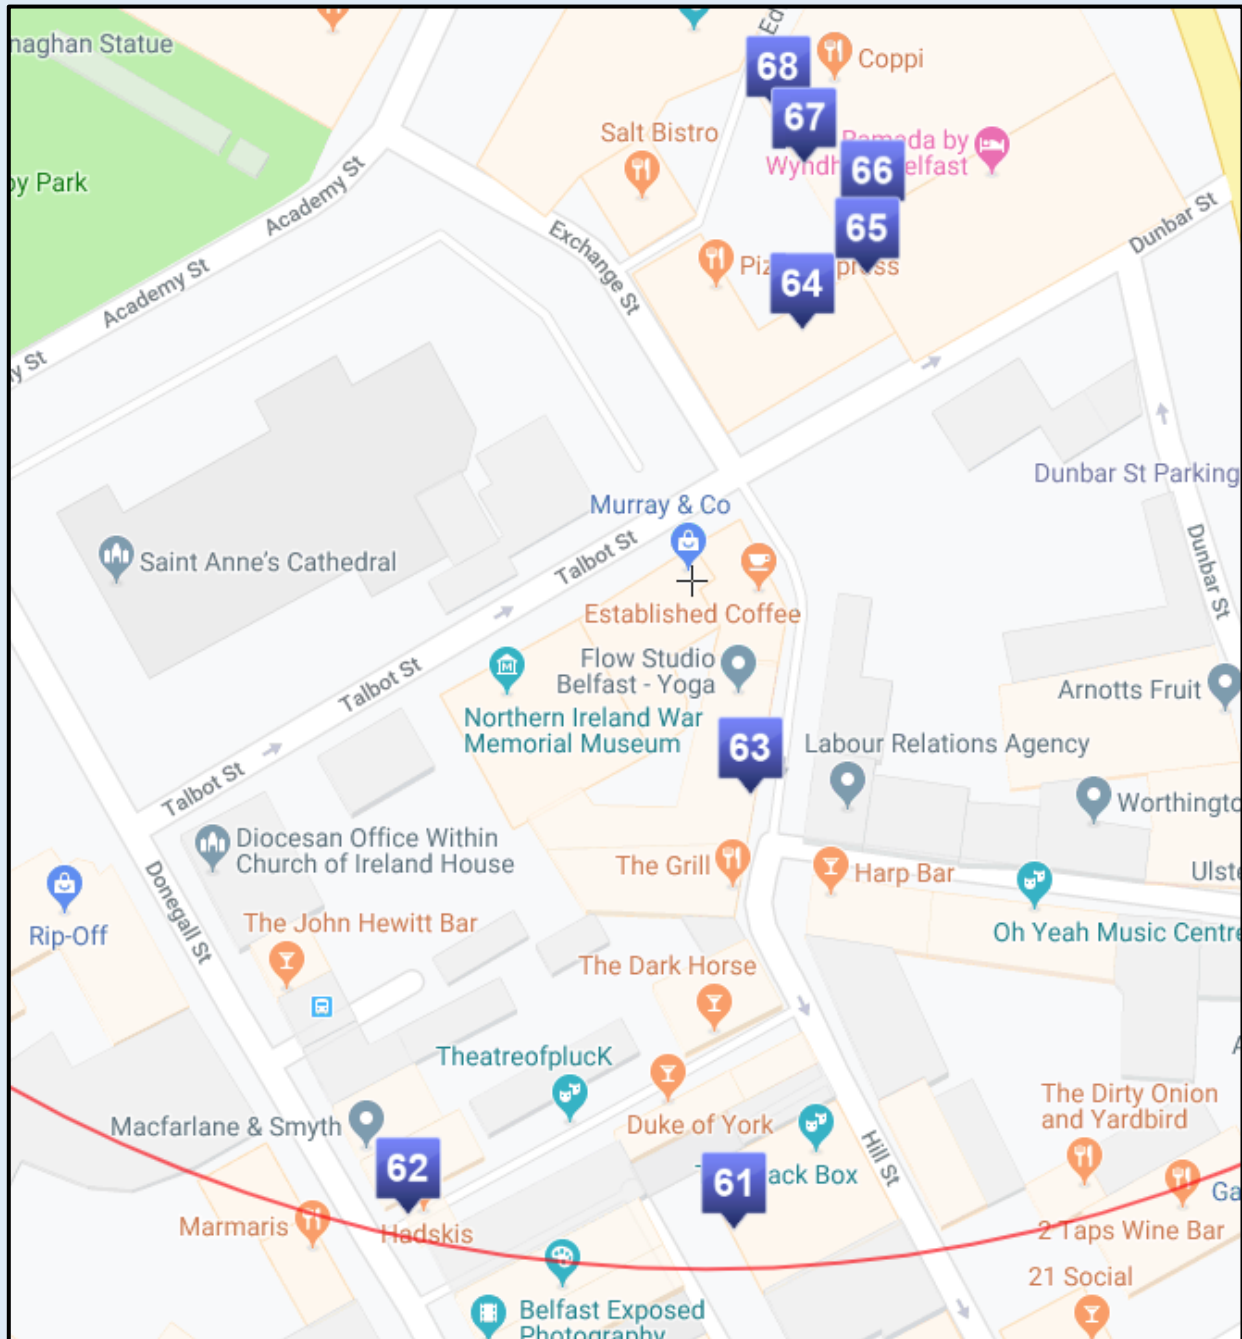 naghan Statue
Ed
68
Coppi
67
Salt Bistro
Ramada by
Wyndh
elfast
66
by Park
Academy St
65
Dunbar St
Exchange St
Piz
press
64
Academy St
y St
Murray & Co
Dunbar St Parking
Talbot St
Saint Anne's Cathedral
Dunbar St
Established Coffee
Flow Studio
Belfast - Yoga
Talbot St
Arnotts Fruit
Northern Ireland War
Memorial Museum
63
Labour Relations Agency
Talbot St
Worthingto
Diocesan Office Within
Church of Ireland House
The Grill
Harp Bar
Ulste
Donegall St
Rip-Off
The John Hewitt Bar
Oh Yeah Music Centre
The Dark Horse
TheatreofplucK
The Dirty Onion
and Yardbird
Macfarlane & Smyth
Duke of York
Hill St
62
61
ack Box
Ga
Marmaris
Hadskis
2 Taps Wine Bar
21 Social
Belfast Exposed
Photography